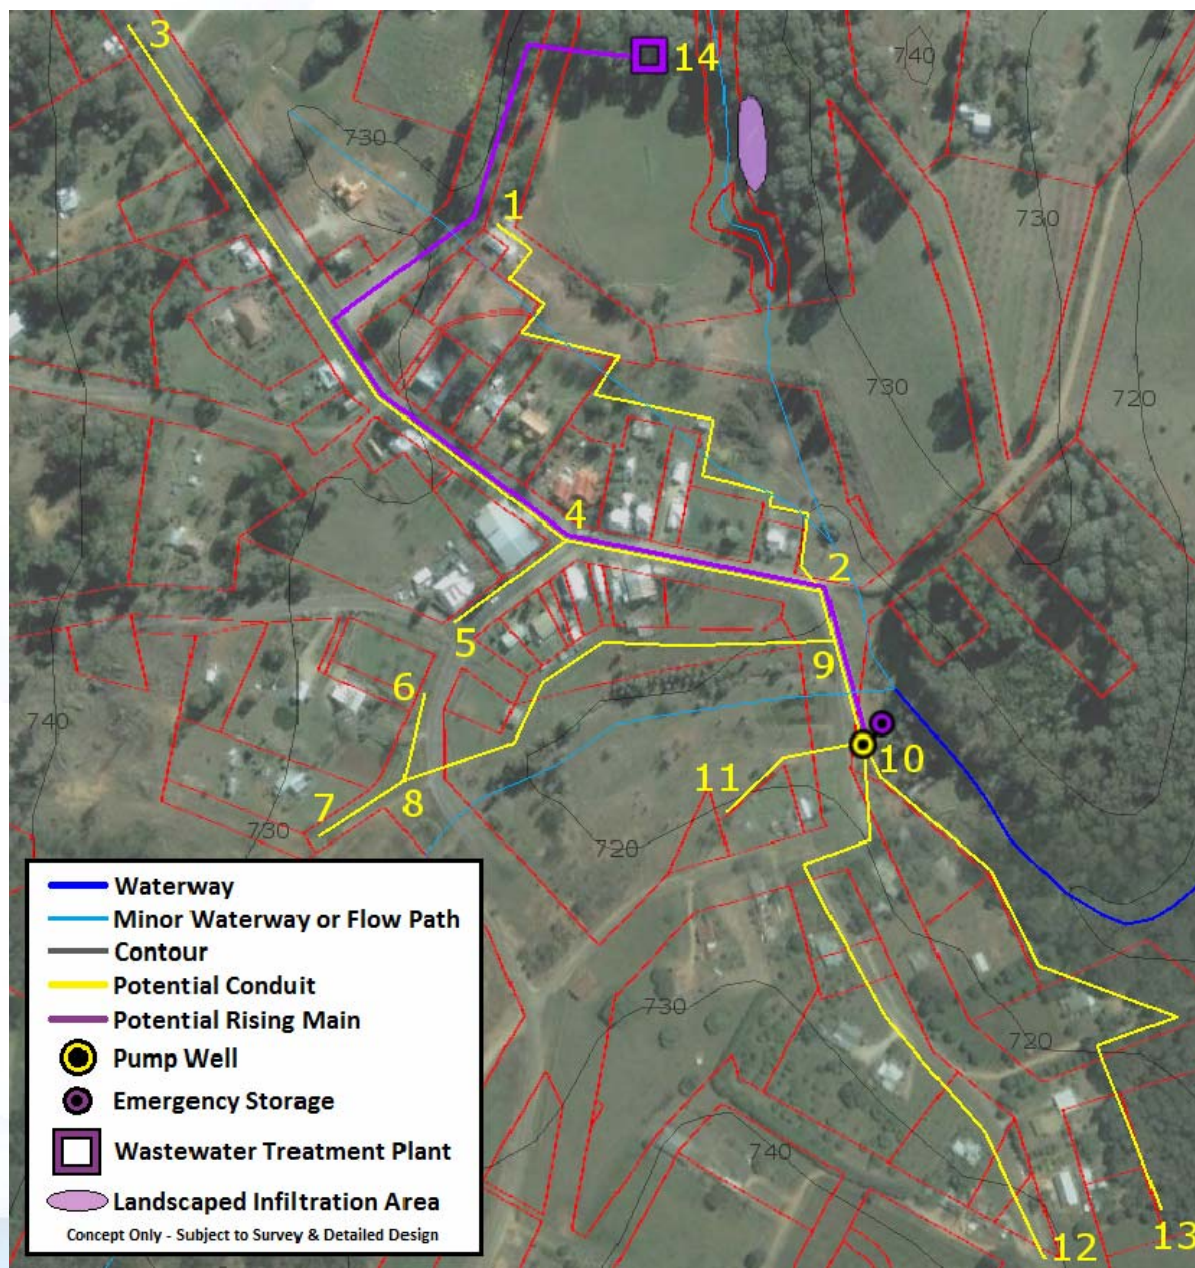 3
14
740
730
1
730
730
720
4
2
5
9
6
740
10
11
7
8
730
720
730
720
740
12
13
Waterway
Minor Waterway or Flow Path
Contour
Potential Conduit
Potential Rising Main
Pump Well
Emergency Storage
Wastewater Treatment Plant
Landscaped Infiltration Area
Concept Only - Subject to Survey & Detailed Design